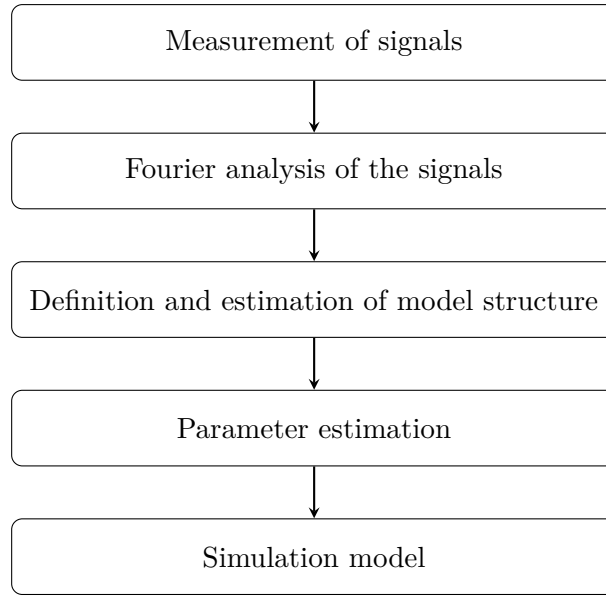 Measurement of signals
Fourier analysis of the signals
Definition and estimation of model structure
Parameter estimation
Simulation model